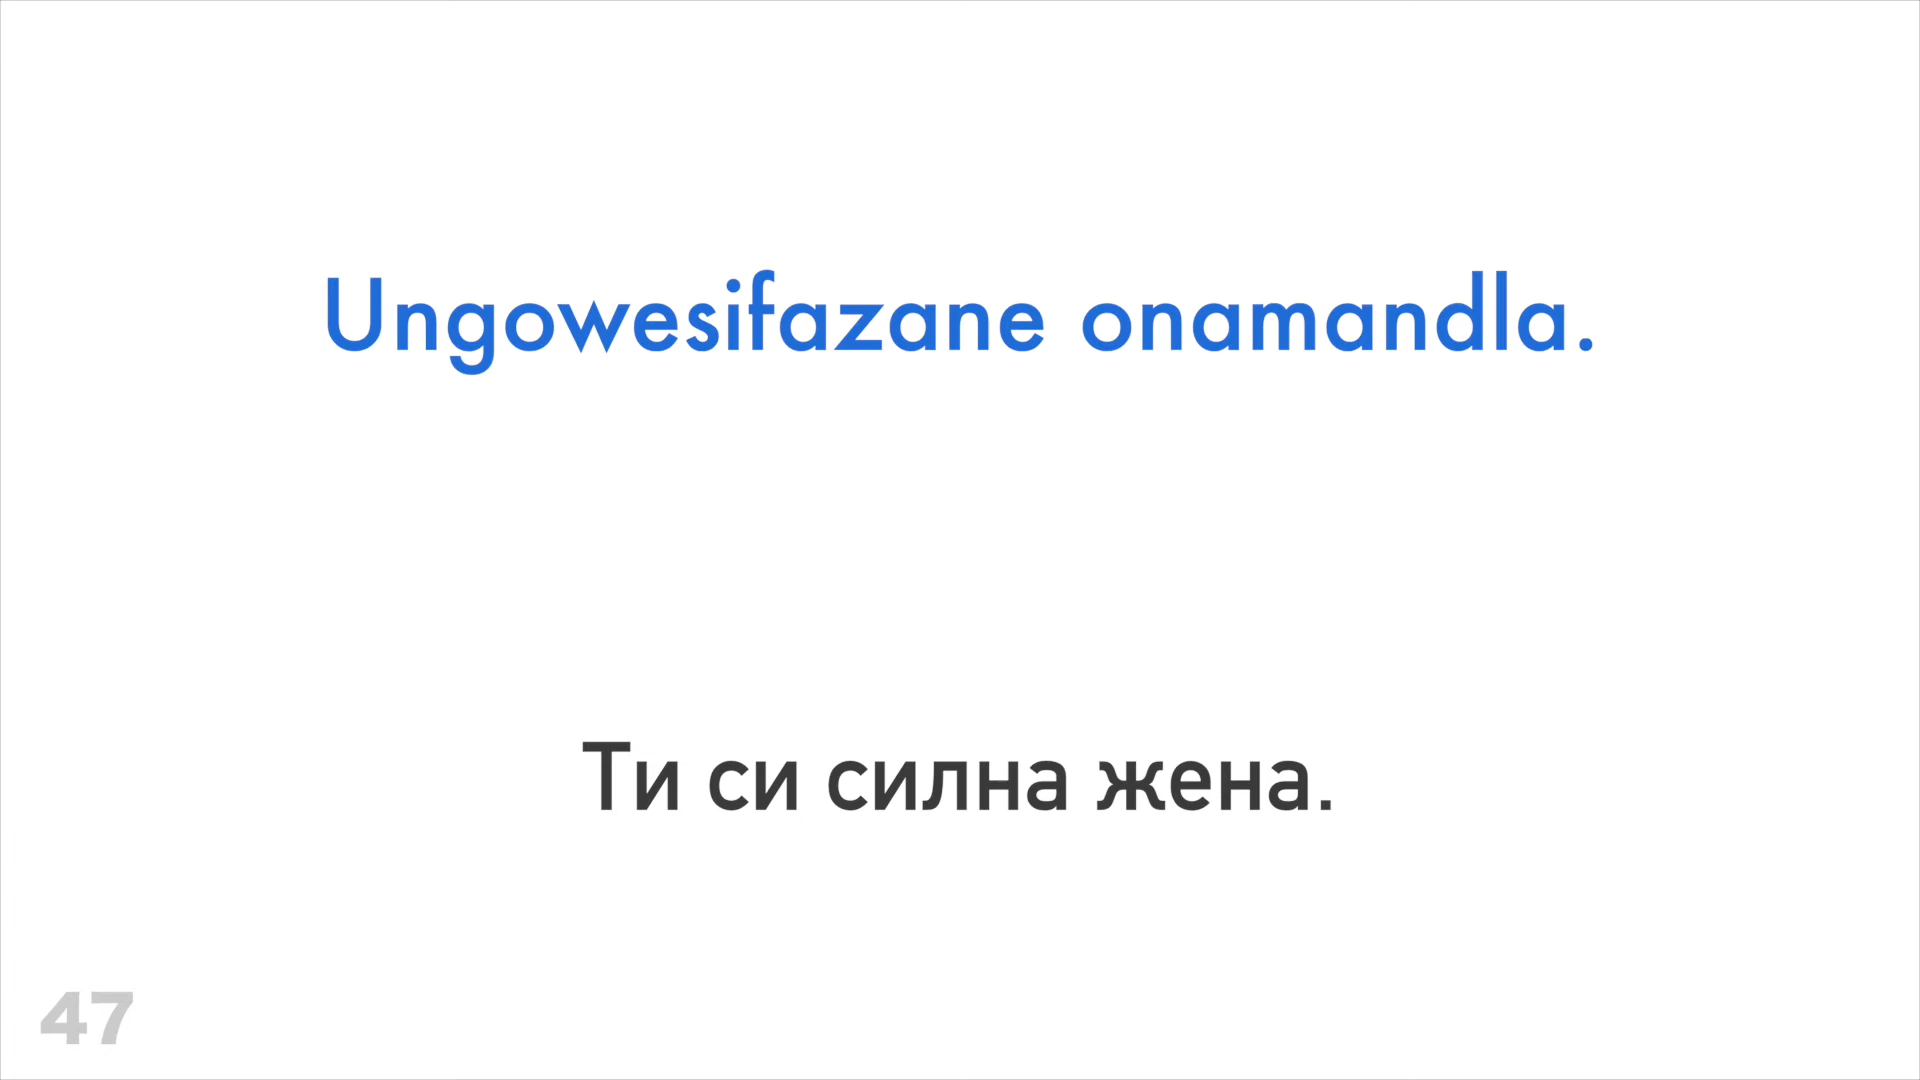 Ungowesifazane onamandla.
Ти си силна жена.
47